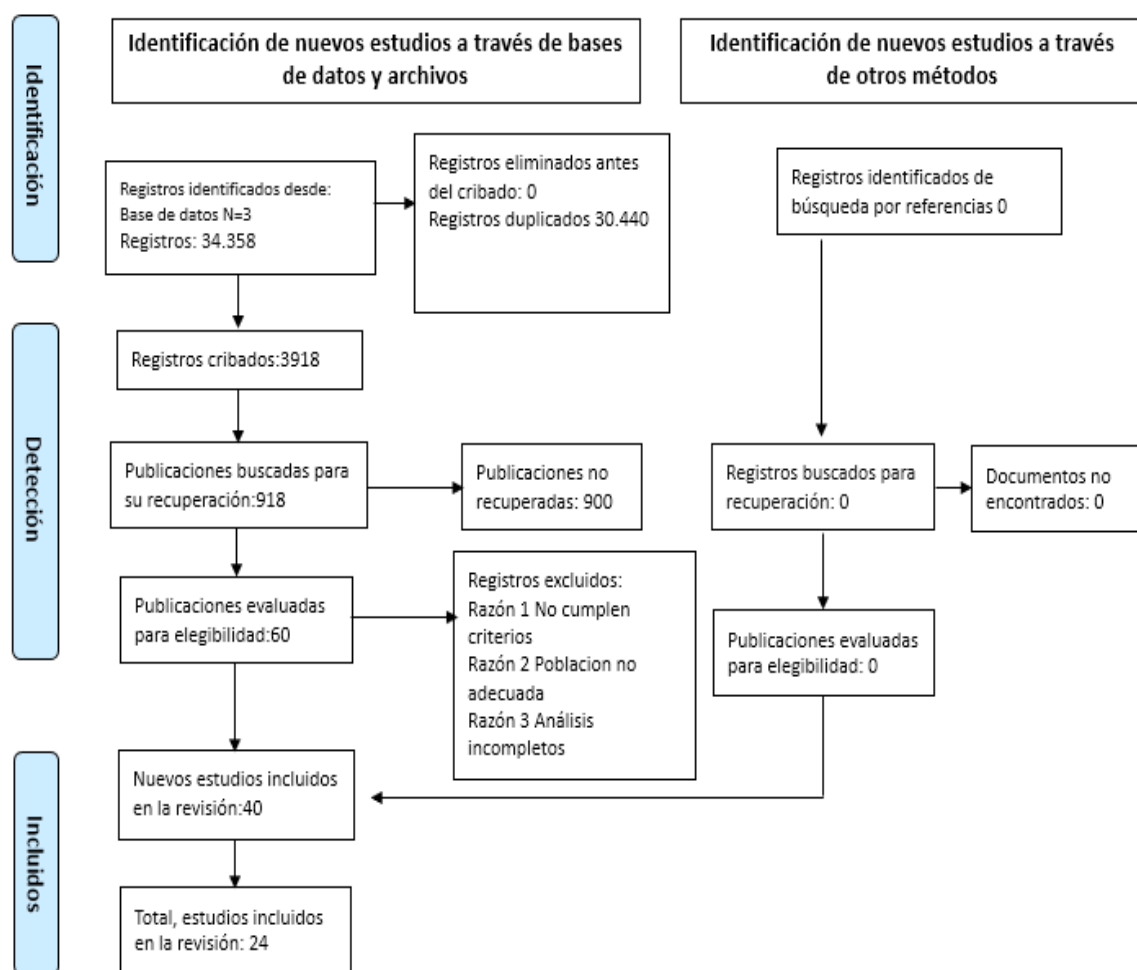 Identificación
Identificación de nuevos estudios a través de bases
de datos y archivos
Identificación de nuevos estudios a través
de otros métodos
Registros identificados desde:
Base de datos N=3
Registros: 34.358
Registros eliminados antes
del cribado: 0
Registros duplicados 30.440
Registros identificados de
búsqueda por referencias 0
Detección
Registros cribados:3918
Publicaciones buscadas para
su recuperación:918
Publicaciones no
recuperadas: 900
Registros buscados para
recuperación: 0
Documentos no
encontrados: 0
Publicaciones evaluadas
para elegibilidad:60
Registros excluidos:
Razón 1 No cumplen
criterios
Razón 2 Poblacion no
adecuada
Razón 3 Análisis
incompletos
Publicaciones evaluadas
para elegibilidad: 0
Incluidos
Nuevos estudios incluidos
en la revisión:40
Total, estudios incluidos
en la revisión: 24